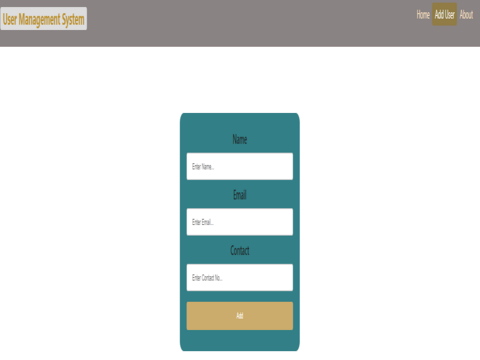 User Management System
Home Add User About
Name
Enter Name...
Email
Enter Email...
Contact
Enter Contact No...
Add